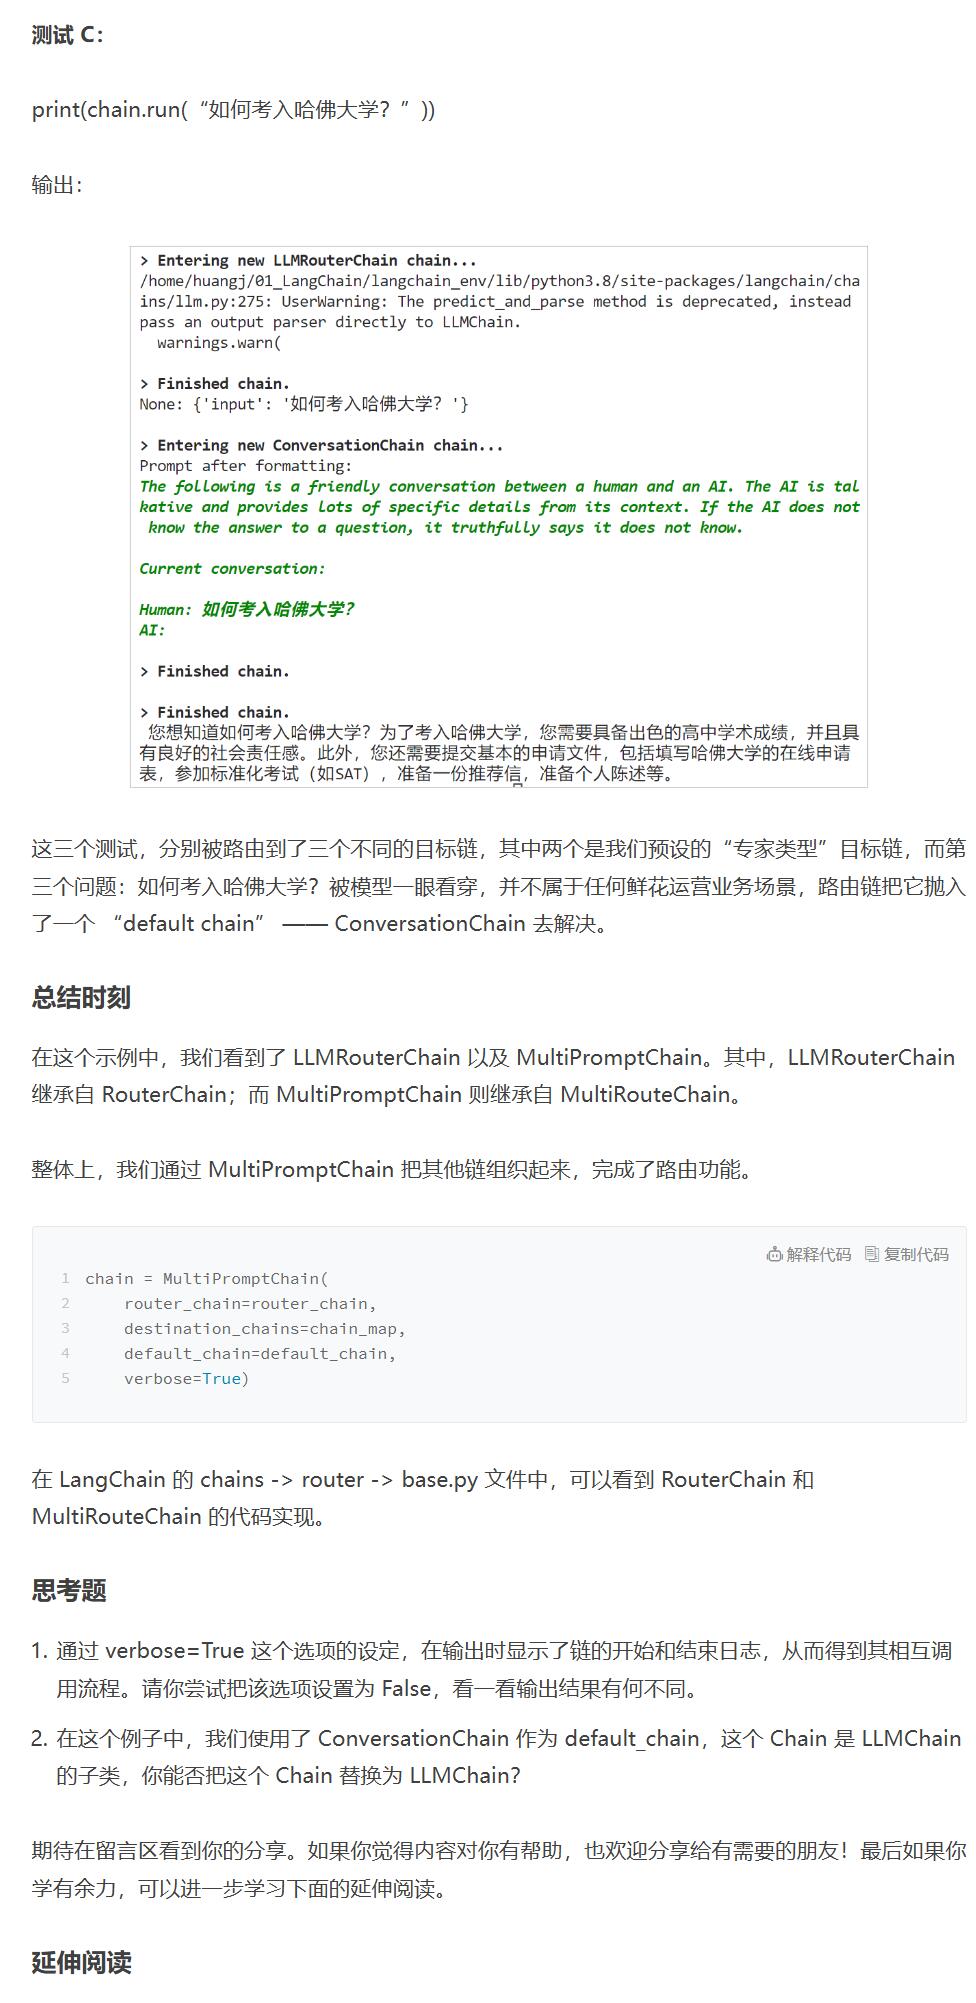 测试 C：
print(chain.run(“如何考入哈佛大学？”))
输出：
> Entering new LLMRouterChain chain...
/home/huangj/01_LangChain/langchain_env/lib/python3.8/site-packages/langchain/cha
ins/llm.py:275: UserWarning: The predict_and_parse method is deprecated, instead
pass an output parser directly to LLMChain.
  warnings.warn(
> Finished chain.
None: {'input': '如何考入哈佛大学？'}
> Entering new ConversationChain chain...
Prompt after formatting:
The following is a friendly conversation between a human and an AI. The AI is tal
kative and provides lots of specific details from its context. If the AI does not
 know the answer to a question, it truthfully says it does not know.
Current conversation:
Human: 如何考入哈佛大学？
AI:
> Finished chain.
> Finished chain.
 您想知道如何考入哈佛大学？为了考入哈佛大学，您需要具备出色的高中学术成绩，并且具
有良好的社会责任感。此外，您还需要提交基本的申请文件，包括填写哈佛大学的在线申请
表，参加标准化考试（如SAT），准备一份推荐信，准备个人陈述等。
这三个测试，分别被路由到了三个不同的目标链，其中两个是我们预设的“专家类型”目标链，而第
三个问题：如何考入哈佛大学？被模型一眼看穿，并不属于任何鲜花运营业务场景，路由链把它抛入
了一个 “default chain” —— ConversationChain 去解决。
总结时刻
在这个示例中，我们看到了 LLMRouterChain 以及 MultiPromptChain。其中，LLMRouterChain
继承自 RouterChain；而 MultiPromptChain 则继承自 MultiRouteChain。
整体上，我们通过 MultiPromptChain 把其他链组织起来，完成了路由功能。
解释代码 复制代码
1 chain = MultiPromptChain(
2     router_chain=router_chain,
3     destination_chains=chain_map,
4     default_chain=default_chain,
5     verbose=True)
在 LangChain 的 chains -> router -> base.py 文件中，可以看到 RouterChain 和
MultiRouteChain 的代码实现。
思考题
1. 通过 verbose=True 这个选项的设定，在输出时显示了链的开始和结束日志，从而得到其相互调
用流程。请你尝试把该选项设置为 False，看一看输出结果有何不同。
2. 在这个例子中，我们使用了 ConversationChain 作为 default_chain，这个 Chain 是 LLMChain
的子类，你能否把这个 Chain 替换为 LLMChain？
期待在留言区看到你的分享。如果你觉得内容对你有帮助，也欢迎分享给有需要的朋友！最后如果你
学有余力，可以进一步学习下面的延伸阅读。
延伸阅读